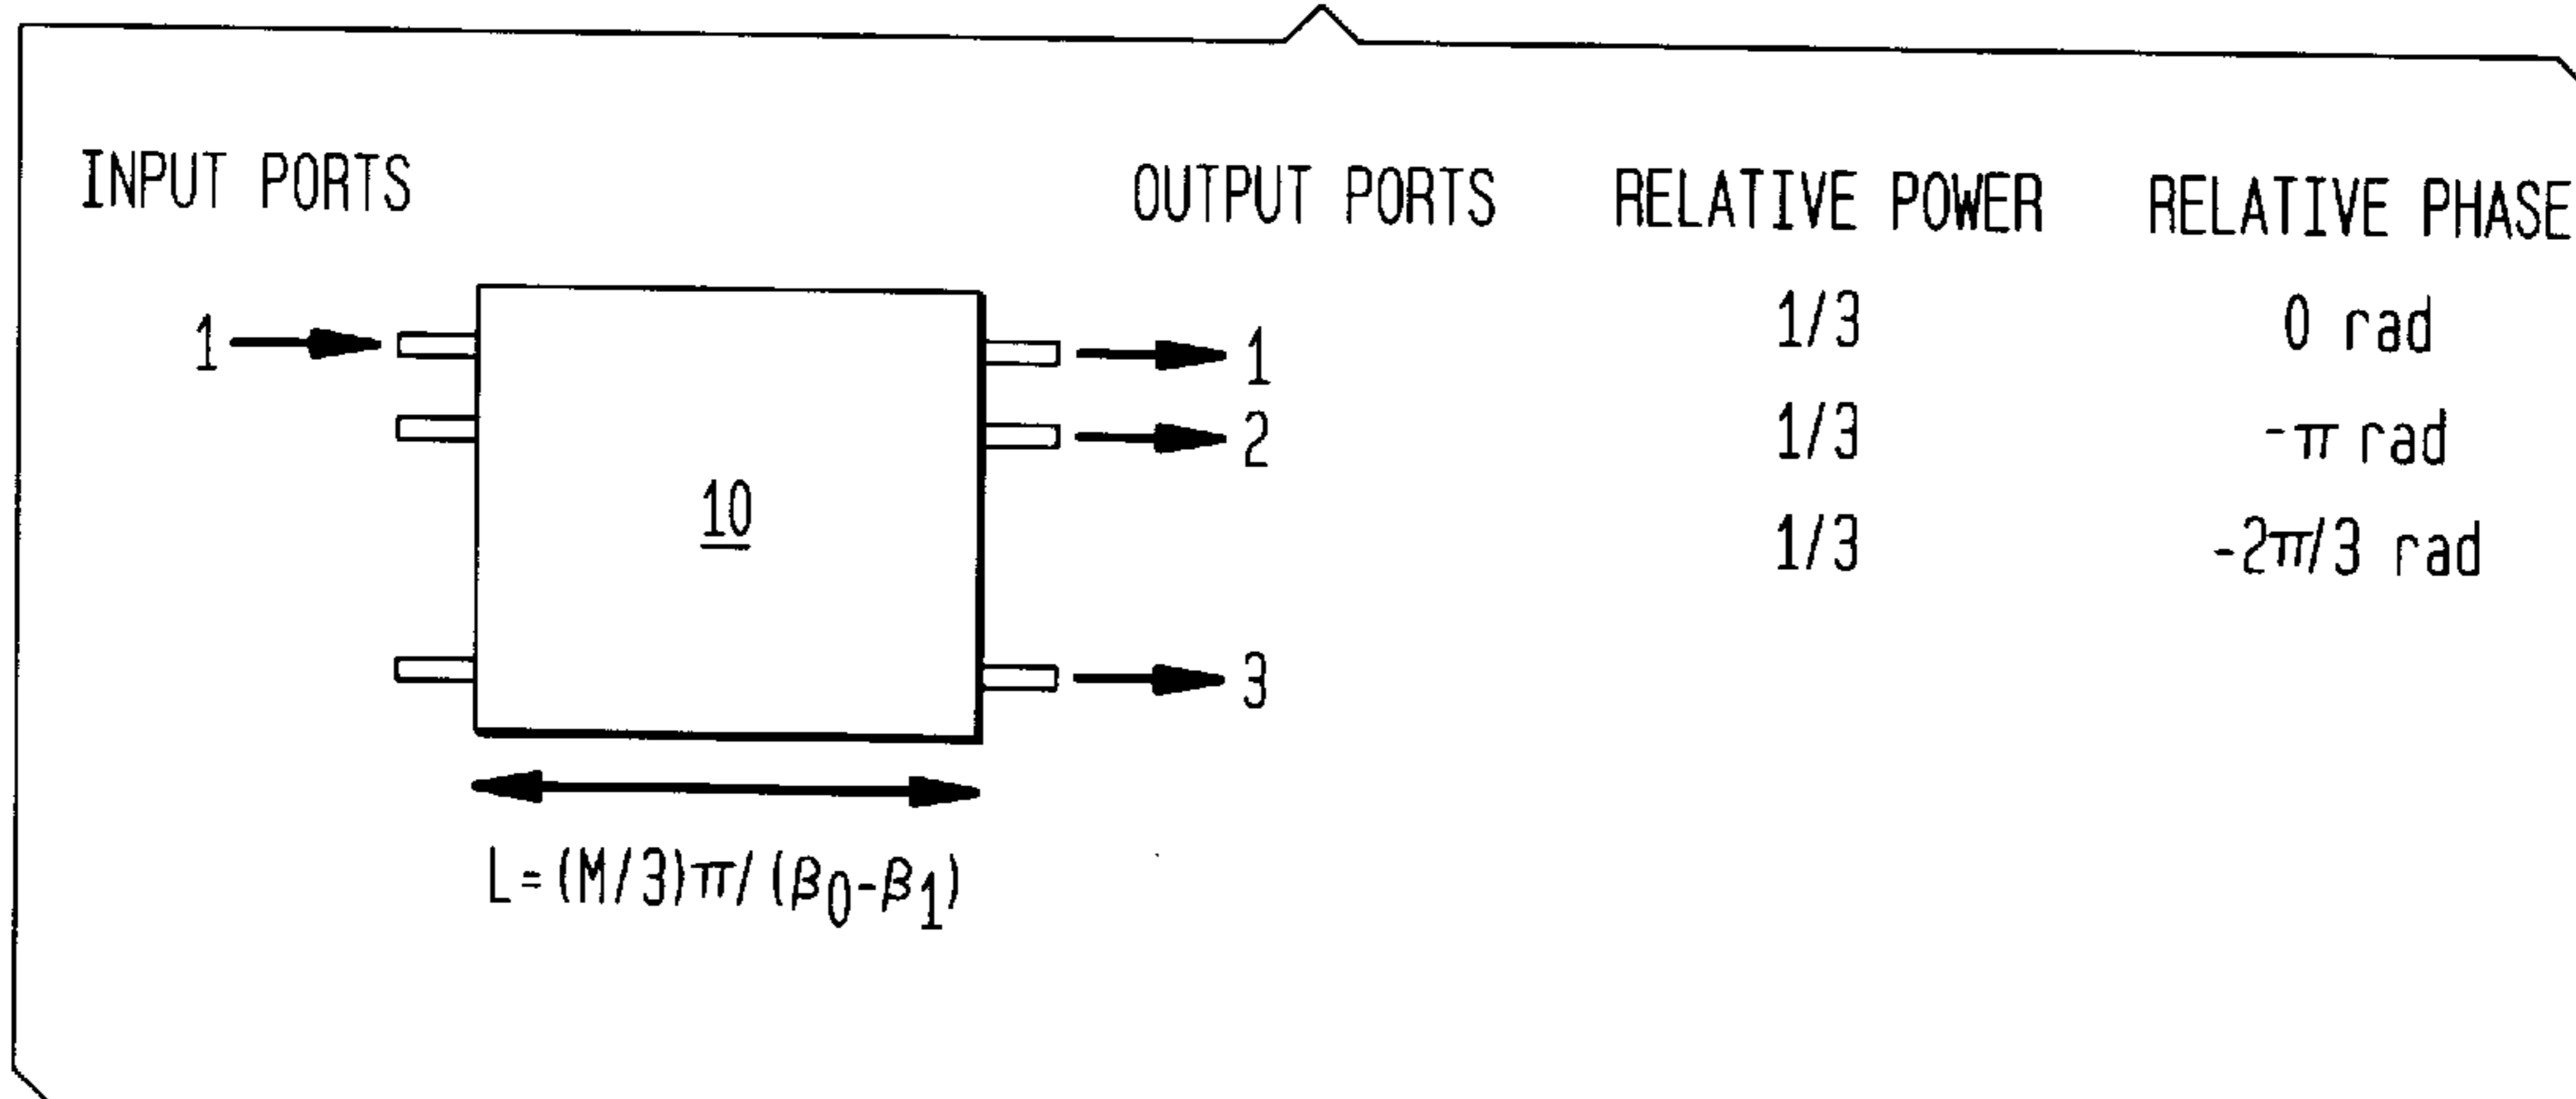 INPUT PORTS OUTPUT PORTS RELATIVE POWER RELATIVE PHASE
1 1 1/3 0 rad
2 1/3 -π rad
10 1/3 -2π/3 rad
3
L=(M/3)π/(β0-β1)